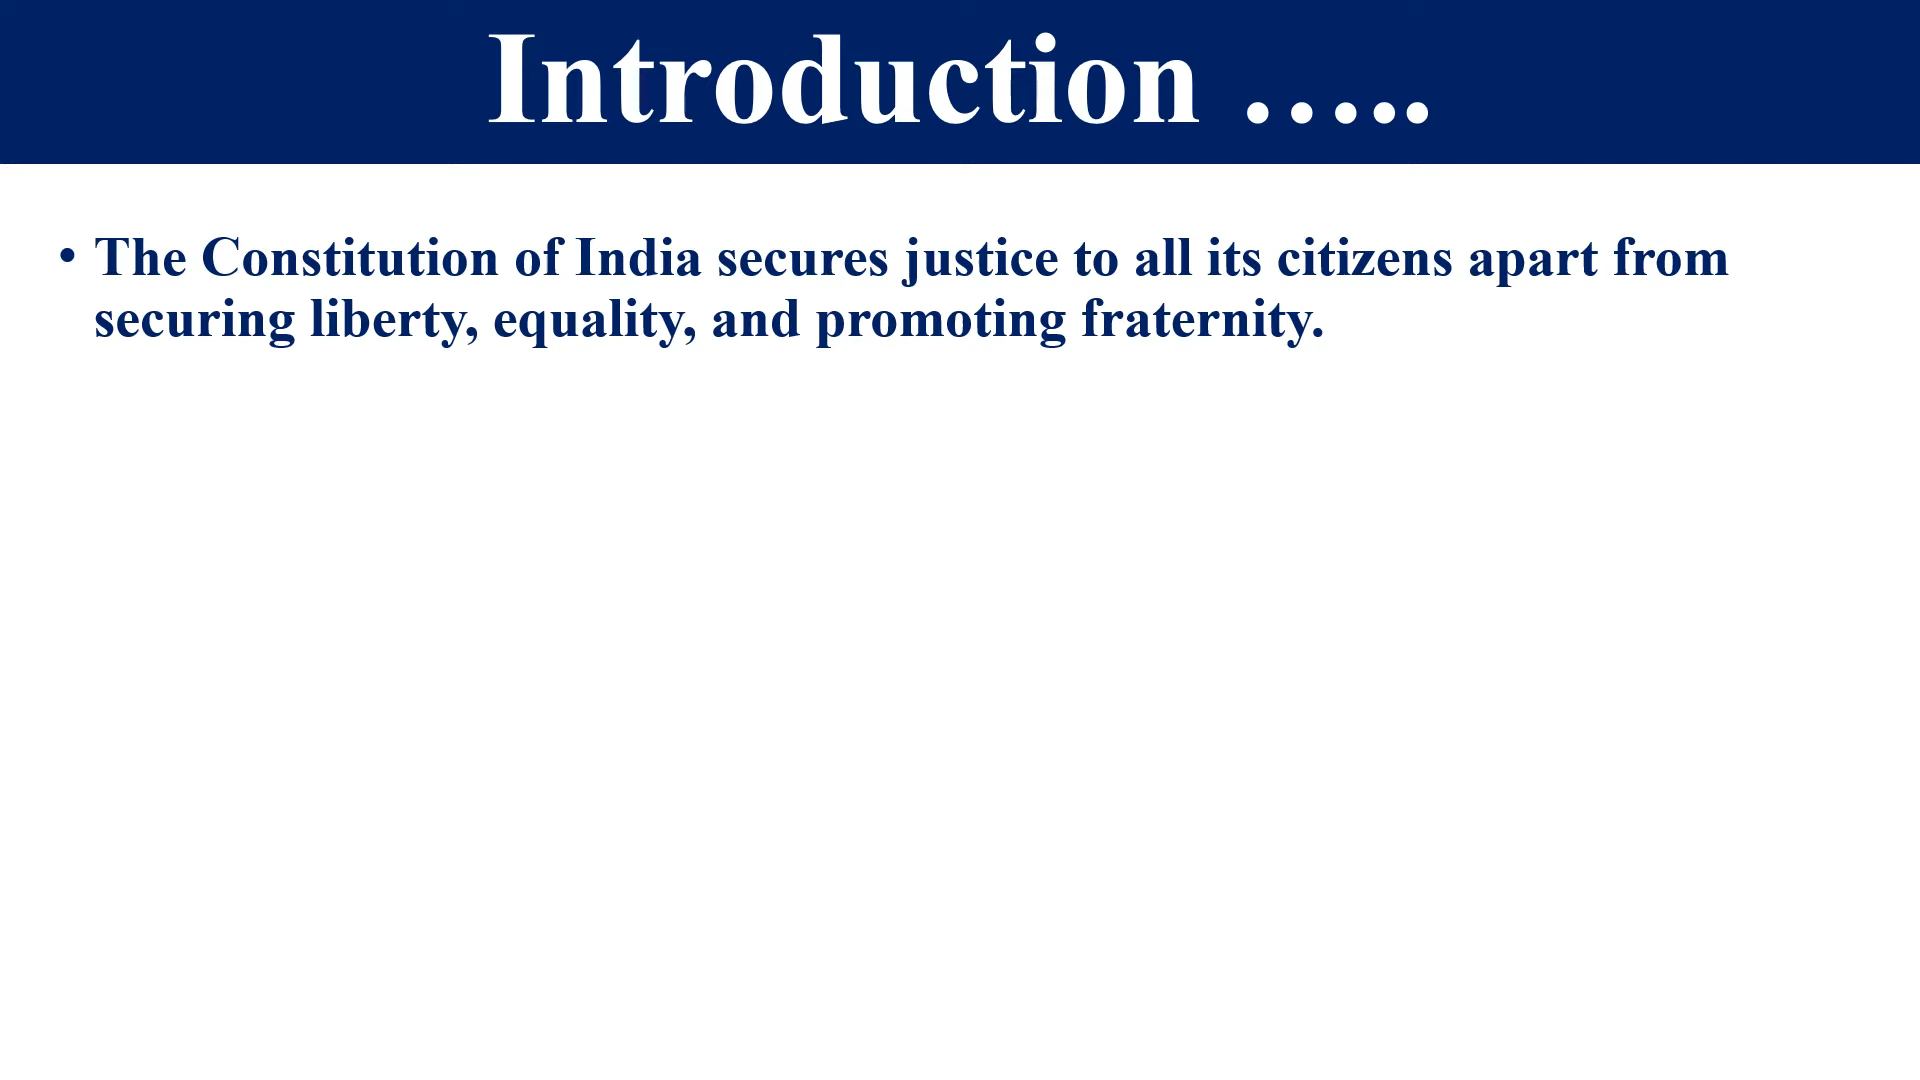 Introduction …..
• The Constitution of India secures justice to all its citizens apart from
securing liberty, equality, and promoting fraternity.